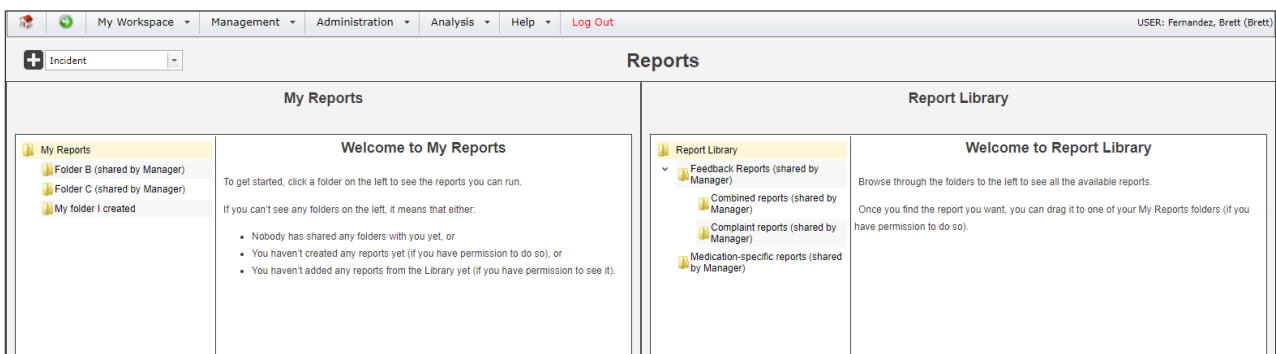 My Workspace Management Administration Analysis Help Log Out USER: Fernandez, Brett (Brett)
Incident
Reports
My Reports
Report Library
My Reports
Folder B (shared by Manager)
Folder C (shared by Manager)
My folder I created
Welcome to My Reports
To get started, click a folder on the left to see the reports you can run.
If you can't see any folders on the left, it means that either:
• Nobody has shared any folders with you yet, or
• You haven't created any reports yet (if you have permission to do so), or
• You haven't added any reports from the Library yet (if you have permission to see it).
Report Library
Feedback Reports (shared by
Manager)
Combined reports (shared by
Manager)
Complaint reports (shared by
Manager)
Medication-specific reports (shared
by Manager)
Welcome to Report Library
Browse through the folders to the left to see all the available reports.
Once you find the report you want, you can drag it to one of your My Reports folders (if you
have permission to do so).